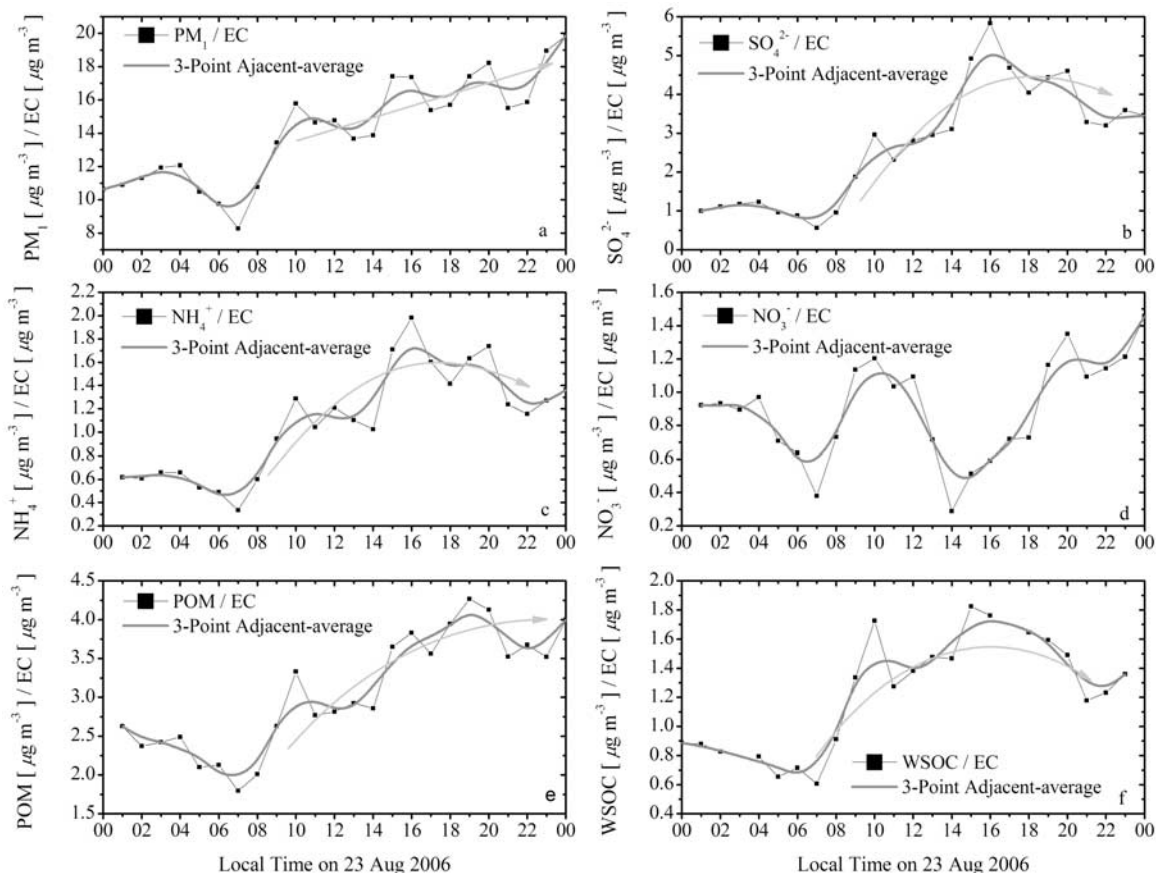 PM₁ / EC
3-Point Ajacent-average
PM₁ [ μg m⁻³ ] / EC [ μg m⁻³ ]
20
18
16
14
12
10
8
00 02 04 06 08 10 12 14 16 18 20 22 00
a
SO₄²⁻ / EC
3-Point Adjacent-average
SO₄²⁻ [ μg m⁻³ ] / EC [ μg m⁻³ ]
6
5
4
3
2
1
0
00 02 04 06 08 10 12 14 16 18 20 22 00
b
NH₄⁺ / EC
3-Point Adjacent-average
NH₄⁺ [ μg m⁻³ ] / EC [ μg m⁻³ ]
2.2
2.0
1.8
1.6
1.4
1.2
1.0
0.8
0.6
0.4
0.2
00 02 04 06 08 10 12 14 16 18 20 22 00
c
NO₃⁻ / EC
3-Point Adjacent-average
NO₃⁻ [ μg m⁻³ ] / EC [ μg m⁻³ ]
1.6
1.4
1.2
1.0
0.8
0.6
0.4
0.2
00 02 04 06 08 10 12 14 16 18 20 22 00
d
POM / EC
3-Point Adjacent-average
POM [ μg m⁻³ ] / EC [ μg m⁻³ ]
4.5
4.0
3.5
3.0
2.5
2.0
1.5
00 02 04 06 08 10 12 14 16 18 20 22 00
e
Local Time on 23 Aug 2006
WSOC / EC
3-Point Adjacent-average
WSOC [ μg m⁻³ ] / EC [ μg m⁻³ ]
2.0
1.8
1.6
1.4
1.2
1.0
0.8
0.6
0.4
00 02 04 06 08 10 12 14 16 18 20 22 00
f
Local Time on 23 Aug 2006